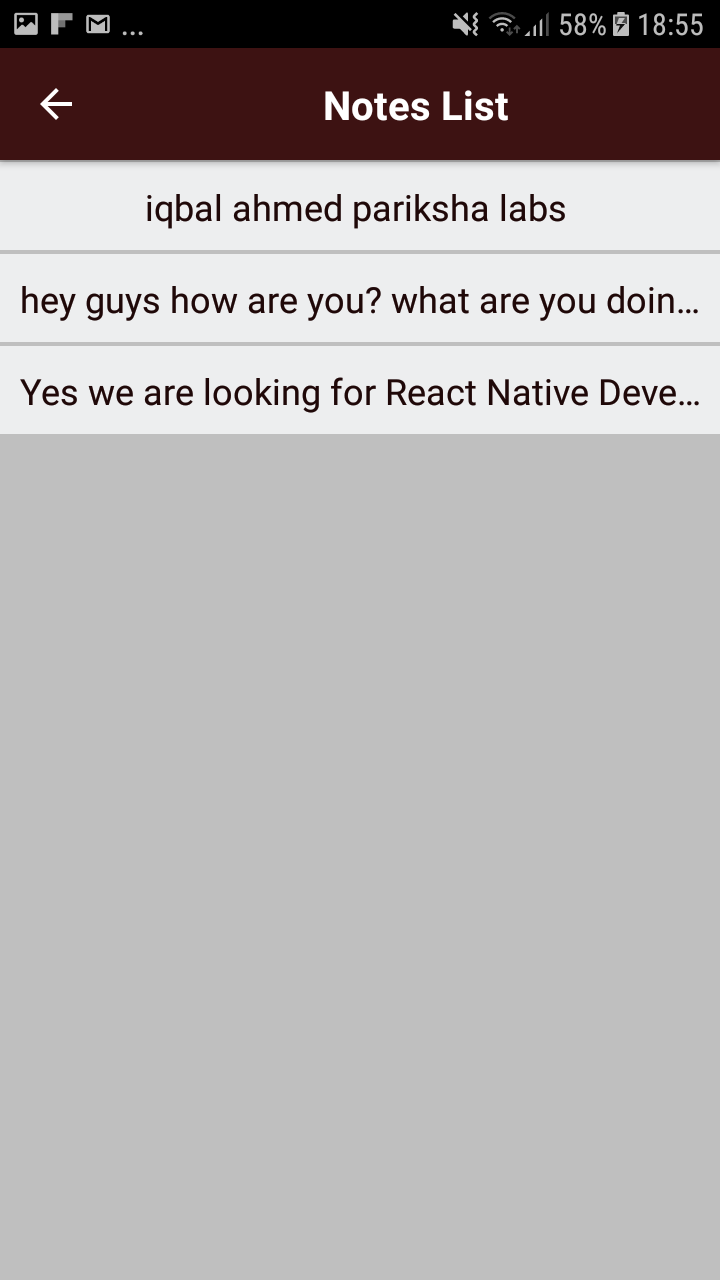 ... 58% 18:55
Notes List
iqbal ahmed pariksha labs
hey guys how are you? what are you doin...
Yes we are looking for React Native Deve...